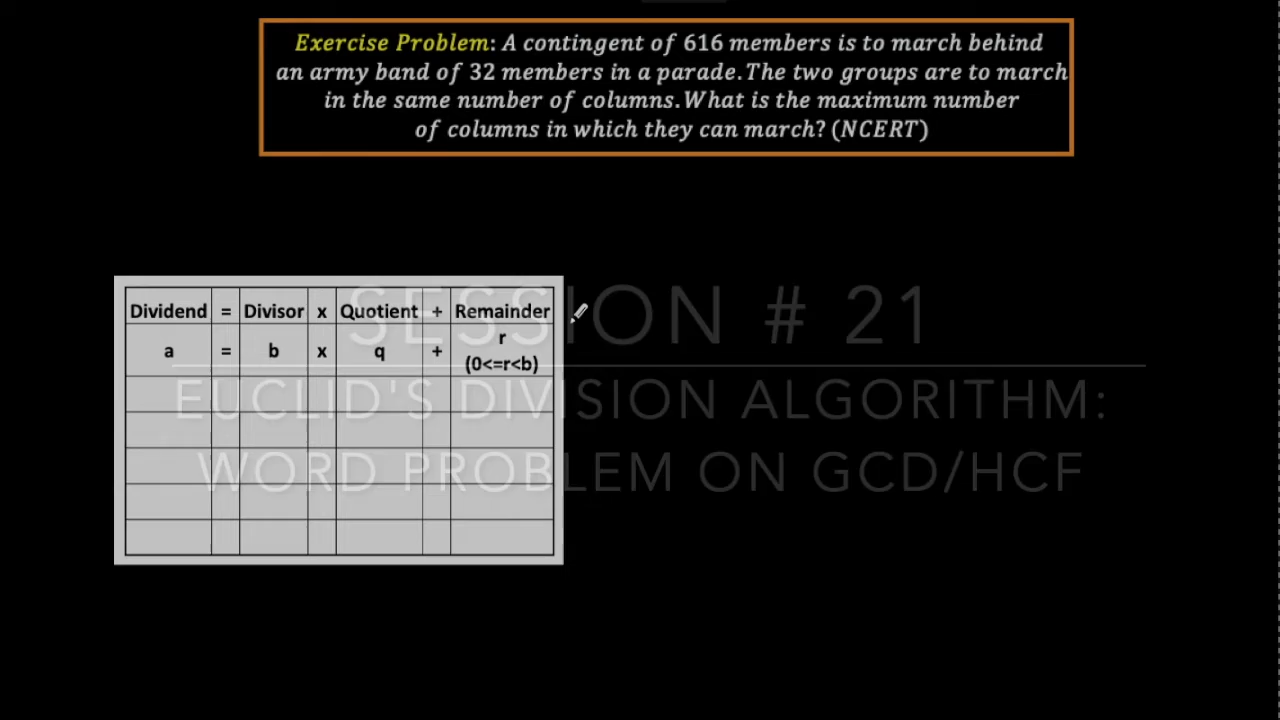 Exercise Problem: A contingent of 616 members is to march behind
an army band of 32 members in a parade.The two groups are to march
in the same number of columns.What is the maximum number
of columns in which they can march? (NCERT)
SESSION # 21
EUCLID'S DIVISION ALGORITHM:
WORD PROBLEM ON GCD/HCF
Dividend = Divisor x Quotient + Remainder
a = b x q + r
(0<=r<b)